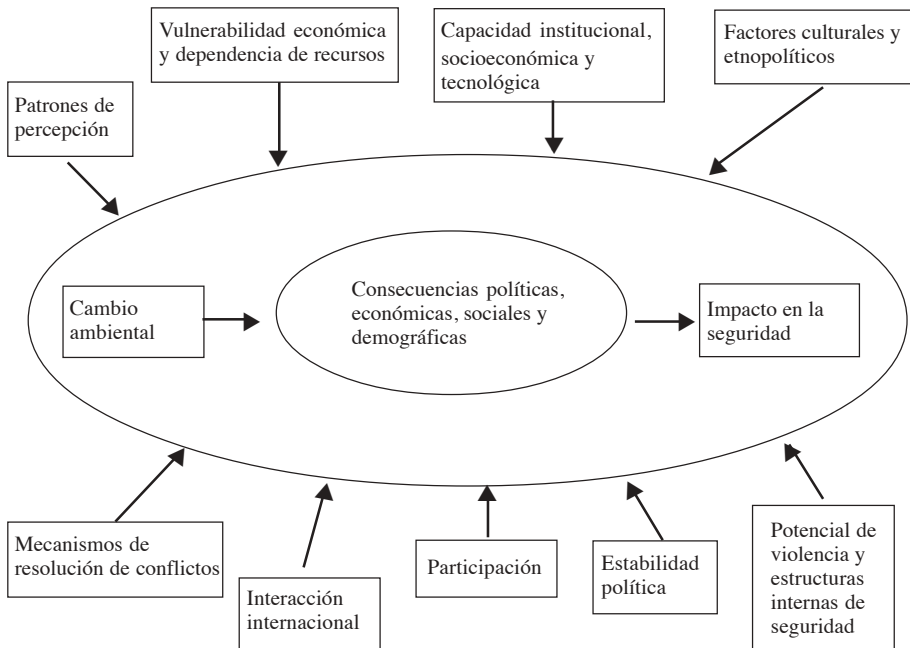 Vulnerabilidad económica
y dependencia de recursos
Capacidad institucional,
socioeconómica y
tecnológica
Factores culturales y
etnopolíticos
Patrones de
percepción
Cambio
ambiental
Consecuencias políticas,
económicas, sociales y
demográficas
Impacto en la
seguridad
Mecanismos de
resolución de conflictos
Interacción
internacional
Participación
Estabilidad
política
Potencial de
violencia y
estructuras
internas de
seguridad